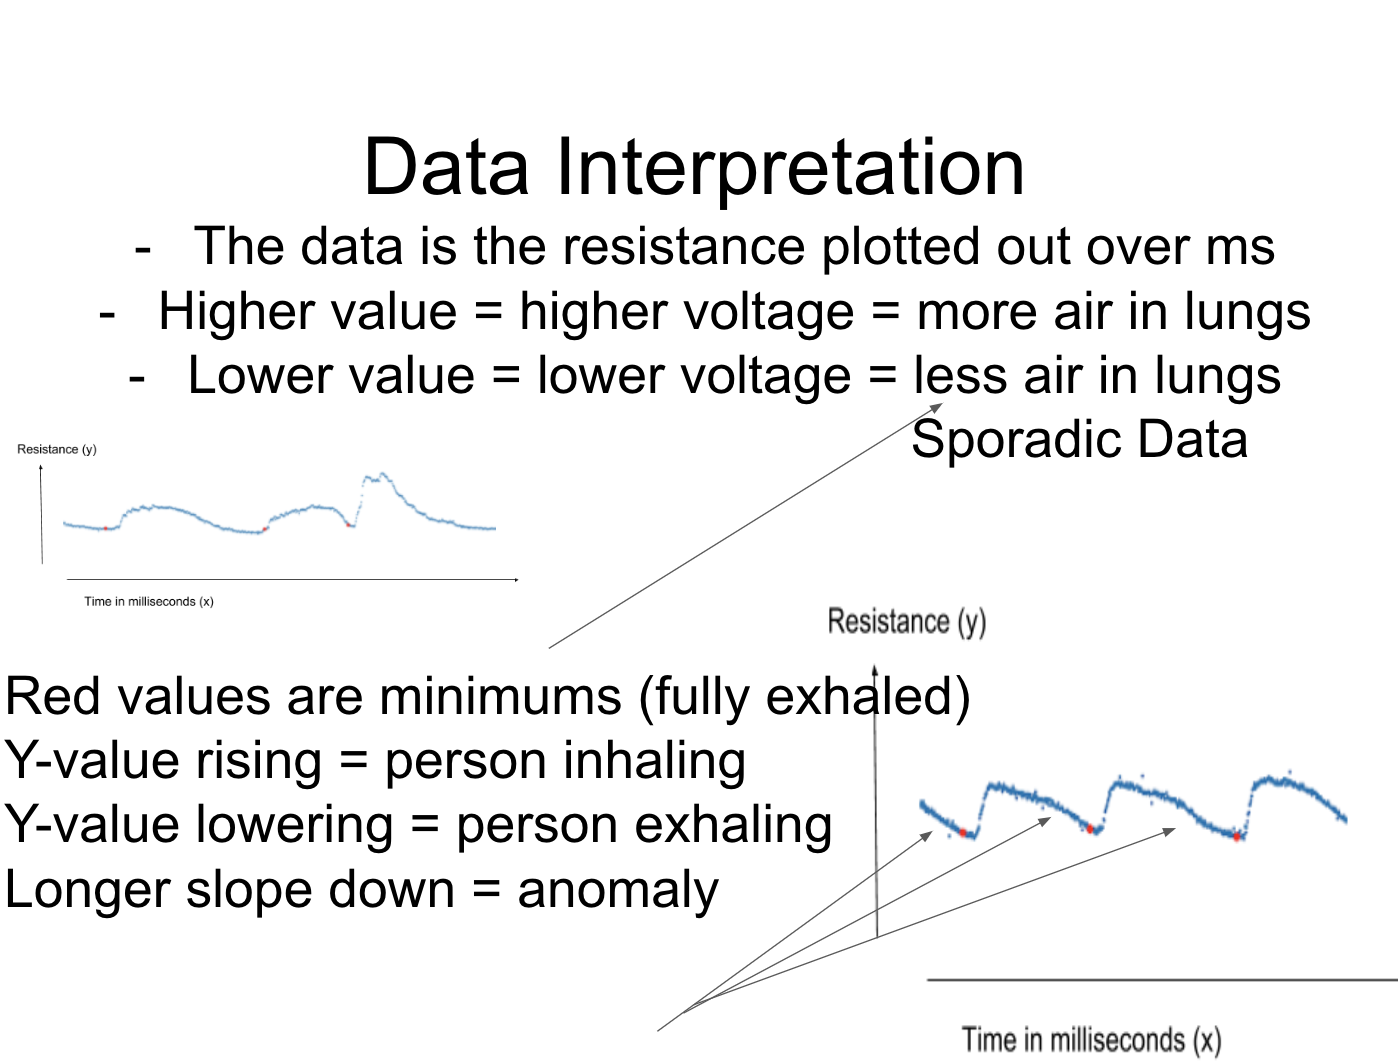 Data Interpretation
- The data is the resistance plotted out over ms
- Higher value = higher voltage = more air in lungs
- Lower value = lower voltage = less air in lungs
Sporadic Data
Resistance (y)
Time in milliseconds (x)
Resistance (y)
Red values are minimums (fully exhaled)
Y-value rising = person inhaling
Y-value lowering = person exhaling
Longer slope down = anomaly
Time in milliseconds (x)